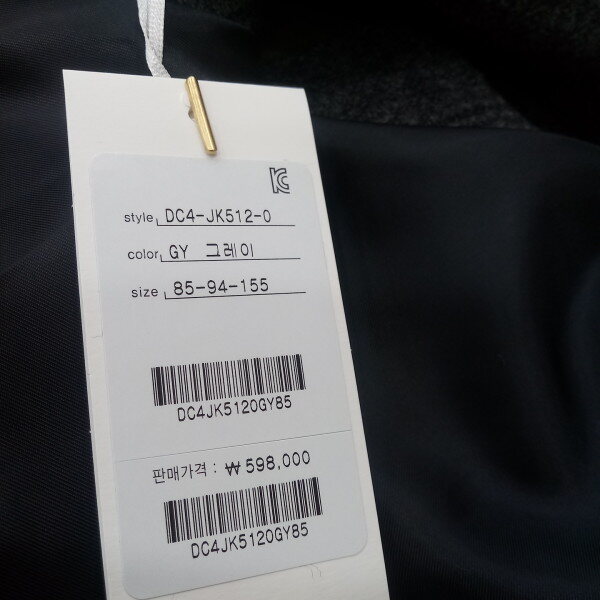 KC
style DC4-JK512-0
color GY 그레이
size 85-94-155
DC4JK5120GY85
판매가격 : ₩ 598,000
DC4JK5120GY85